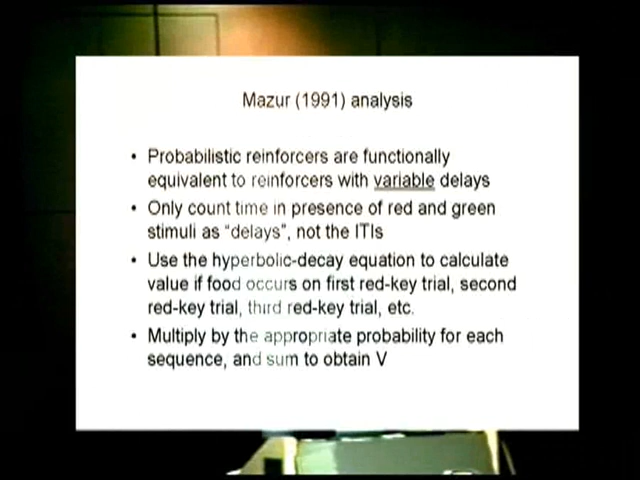 Mazur (1991) analysis
• Probabilistic reinforcers are functionally
equivalent to reinforcers with variable delays
• Only count time in presence of red and green
stimuli as “delays”, not the ITIs
• Use the hyperbolic-decay equation to calculate
value if food occurs on first red-key trial, second
red-key trial, third red-key trial, etc.
• Multiply by the appropriate probability for each
sequence, and sum to obtain V